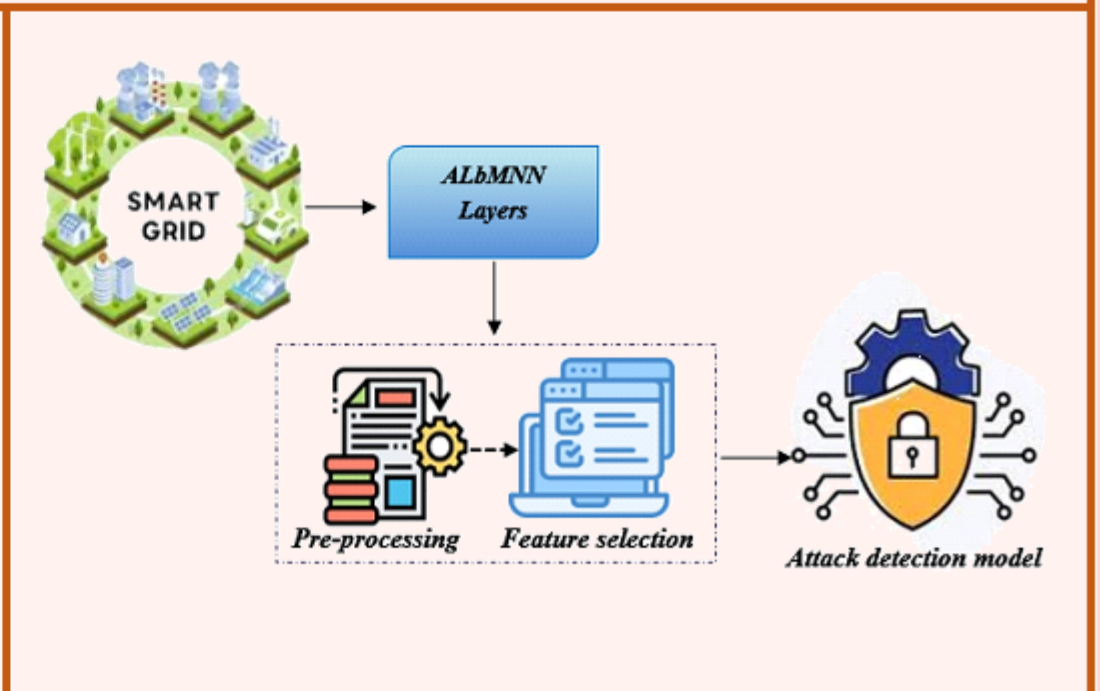 SMART
GRID
ALbMNN
Layers
Pre-processing
Feature selection
Attack detection model